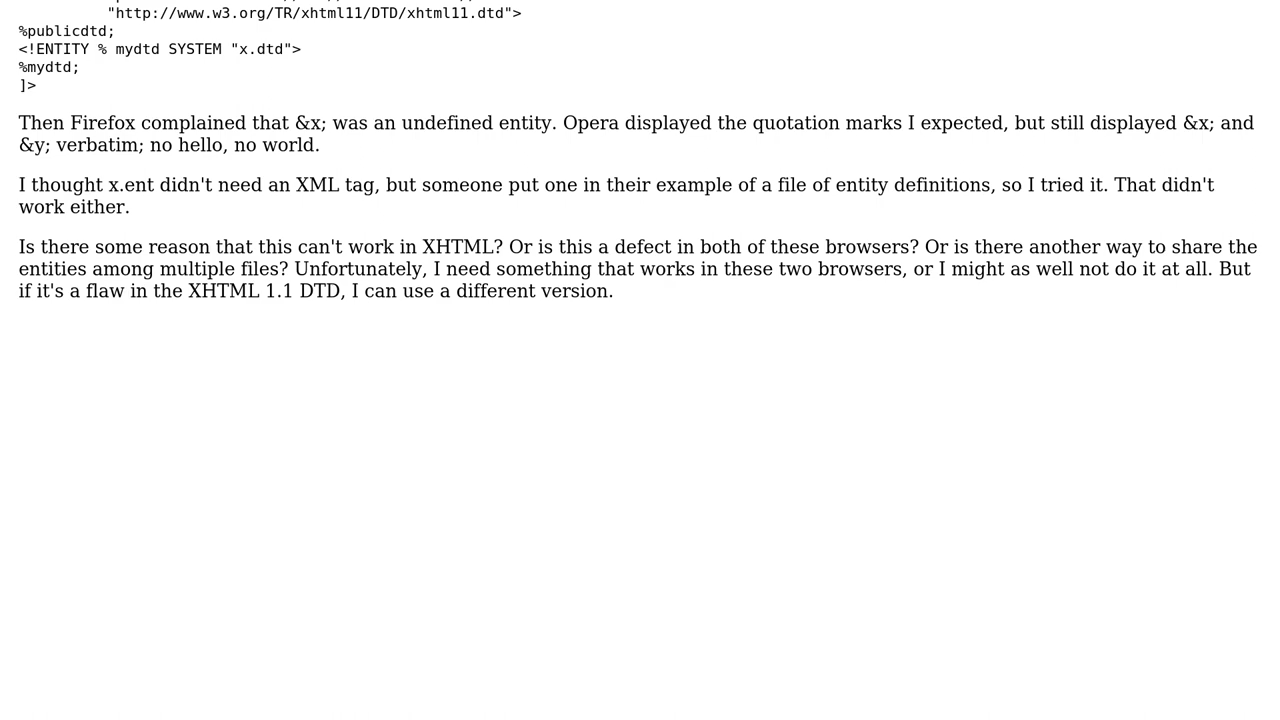 "http://www.w3.org/TR/xhtml11/DTD/xhtml11.dtd">
%publicdtd;
<!ENTITY % mydtd SYSTEM "x.dtd">
%mydtd;
]>
Then Firefox complained that &x; was an undefined entity. Opera displayed the quotation marks I expected, but still displayed &x; and
&y; verbatim; no hello, no world.
I thought x.ent didn't need an XML tag, but someone put one in their example of a file of entity definitions, so I tried it. That didn't
work either.
Is there some reason that this can't work in XHTML? Or is this a defect in both of these browsers? Or is there another way to share the
entities among multiple files? Unfortunately, I need something that works in these two browsers, or I might as well not do it at all. But
if it's a flaw in the XHTML 1.1 DTD, I can use a different version.